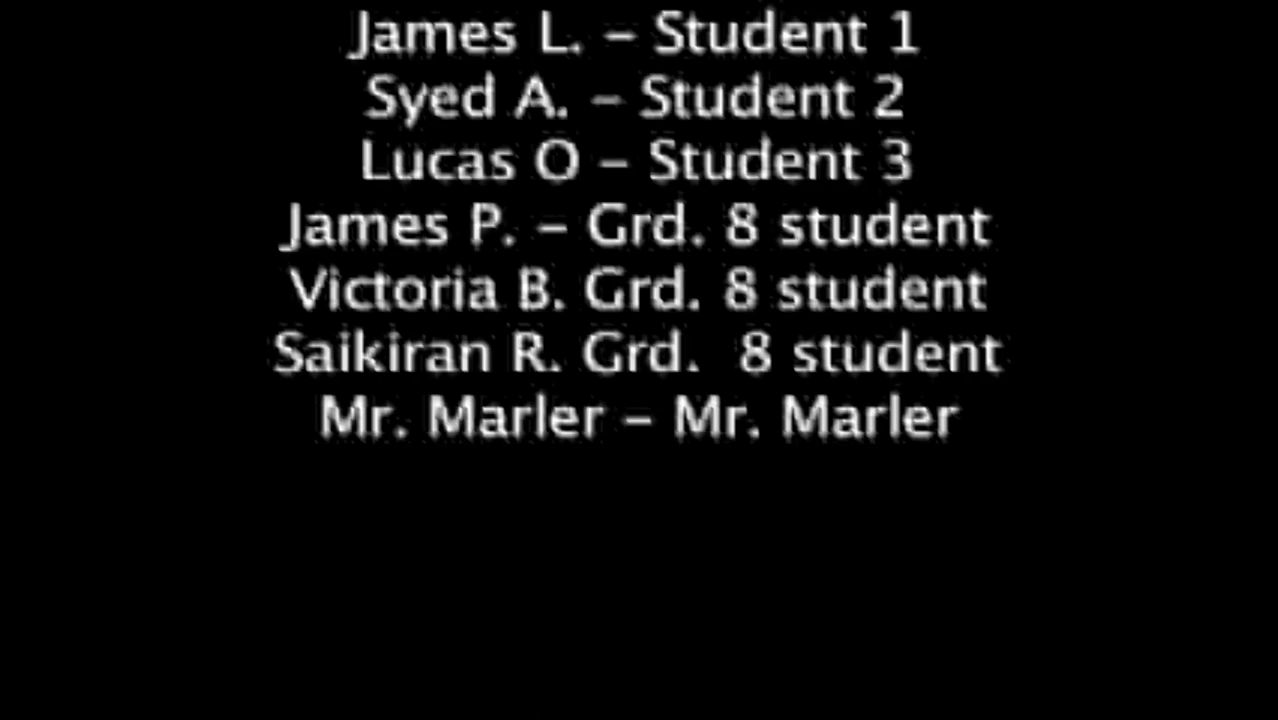 James L. – Student 1
Syed A. – Student 2
Lucas O – Student 3
James P. – Grd. 8 student
Victoria B. Grd. 8 student
Saikiran R. Grd.  8 student
Mr. Marler – Mr. Marler